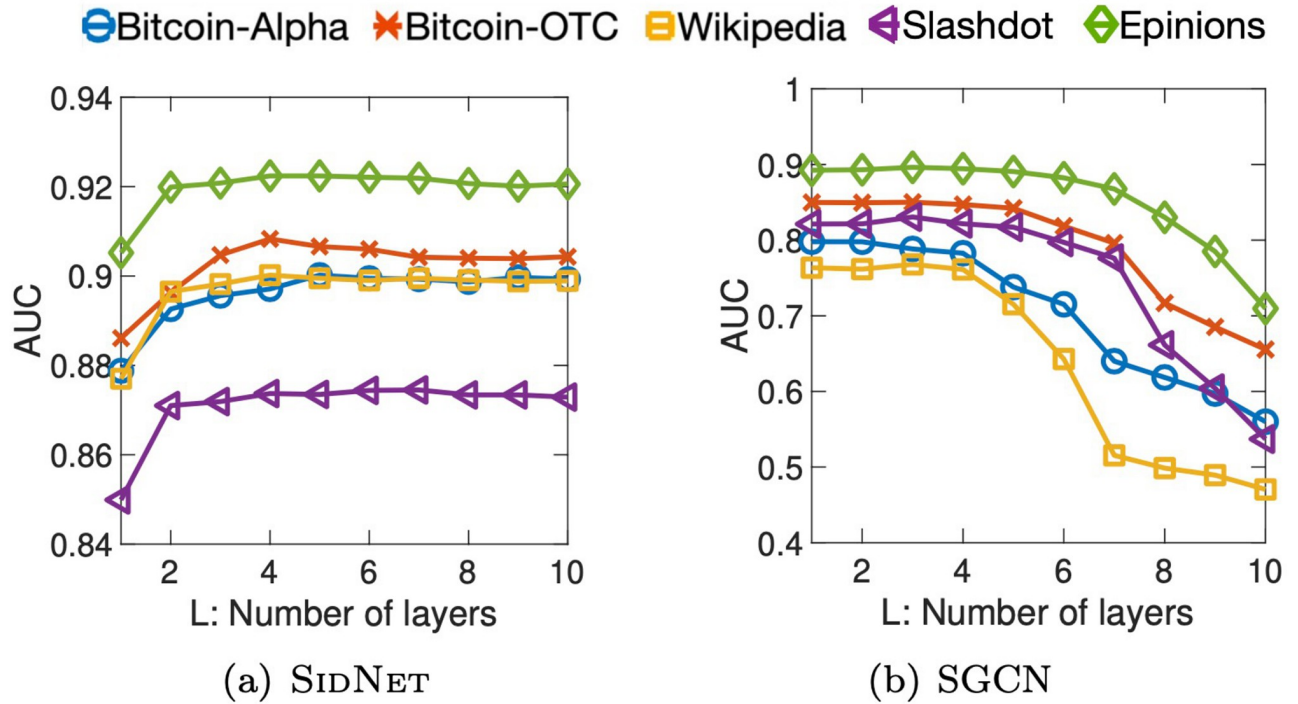 Bitcoin-Alpha Bitcoin-OTC Wikipedia Slashdot Epinions
0.94
0.92
0.9
0.88
0.86
0.84
AUC
2 4 6 8 10
L: Number of layers
(a) SIDNET
1
0.9
0.8
0.7
0.6
0.5
0.4
AUC
2 4 6 8 10
L: Number of layers
(b) SGCN